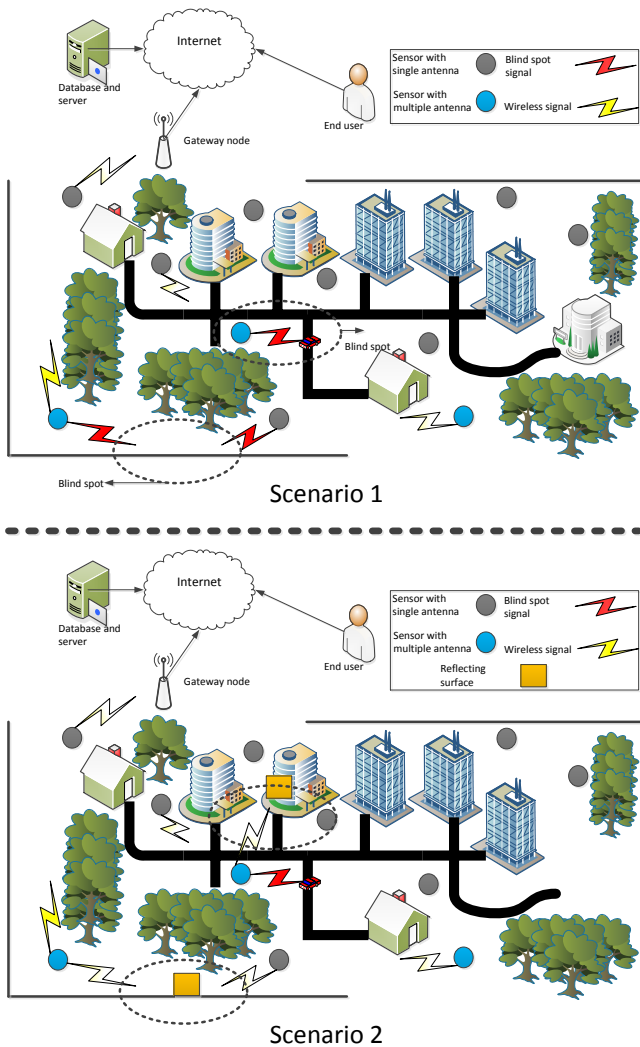 Internet
Database and
server
Gateway node
End user
Sensor with
single antenna
Blind spot
signal
Sensor with
multiple antenna
Wireless signal
Blind spot
Blind spot
Scenario 1
Internet
Database and
server
Gateway node
End user
Sensor with
single antenna
Blind spot
signal
Sensor with
multiple antenna
Wireless signal
Reflecting
surface
Scenario 2